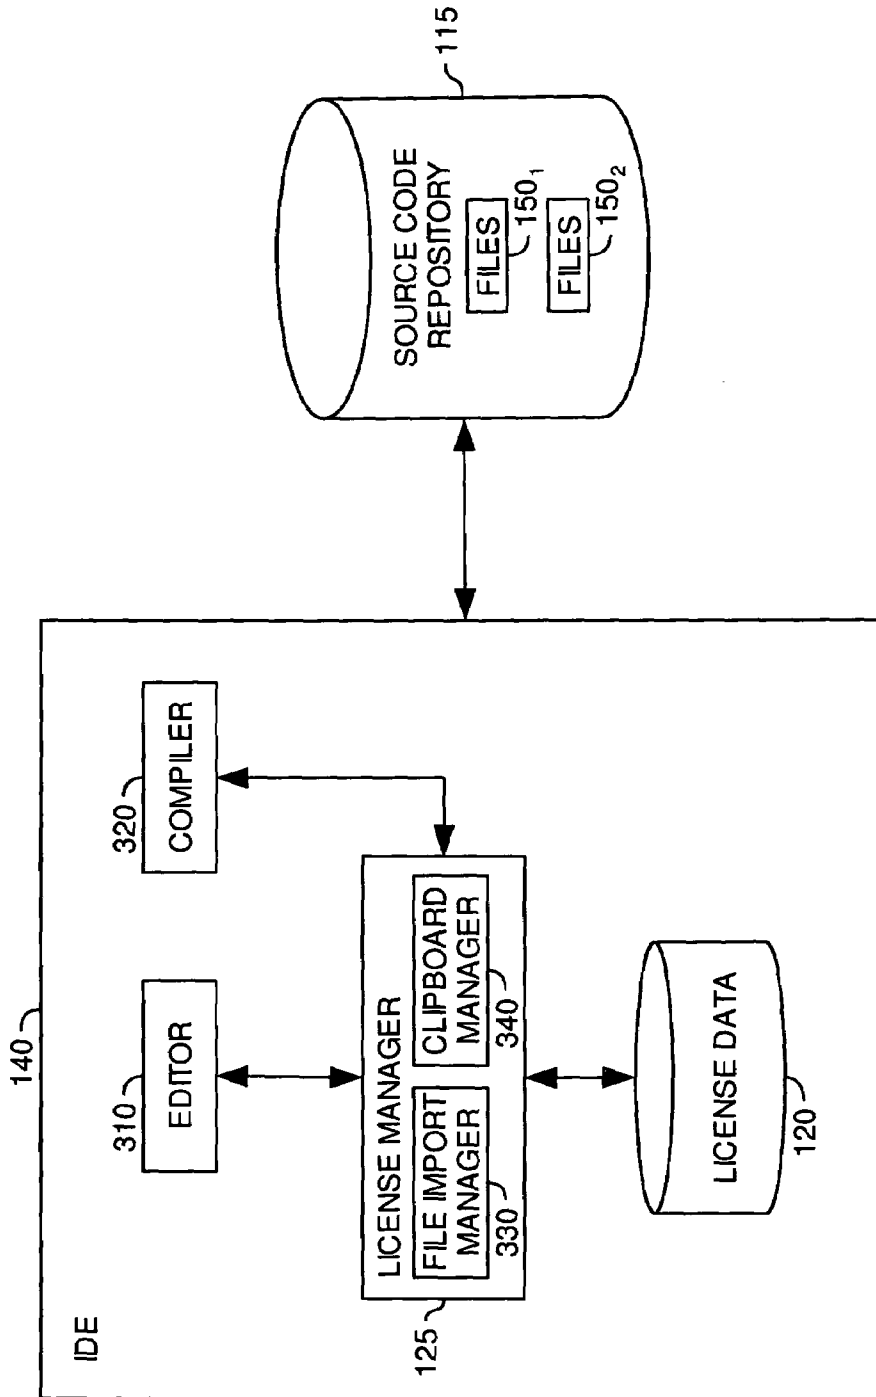 IDE
140
310
EDITOR
320
COMPILER
LICENSE MANAGER
125
FILE IMPORT
MANAGER
330
CLIPBOARD
MANAGER
340
LICENSE DATA
120
SOURCE CODE
REPOSITORY
FILES
150₁
FILES
150₂
115